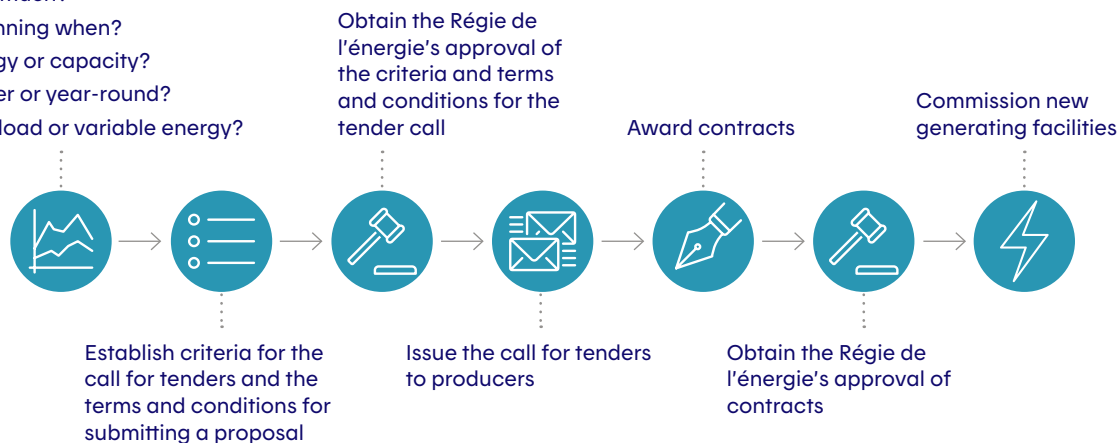 when?
or capacity?
or year-round?
load or variable energy?
Establish criteria for the
call for tenders and the
terms and conditions for
submitting a proposal
Obtain the Régie de
l'énergie's approval of
the criteria and terms
and conditions for the
tender call
Issue the call for tenders
to producers
Award contracts
Obtain the Régie de
l'énergie's approval of
contracts
Commission new
generating facilities